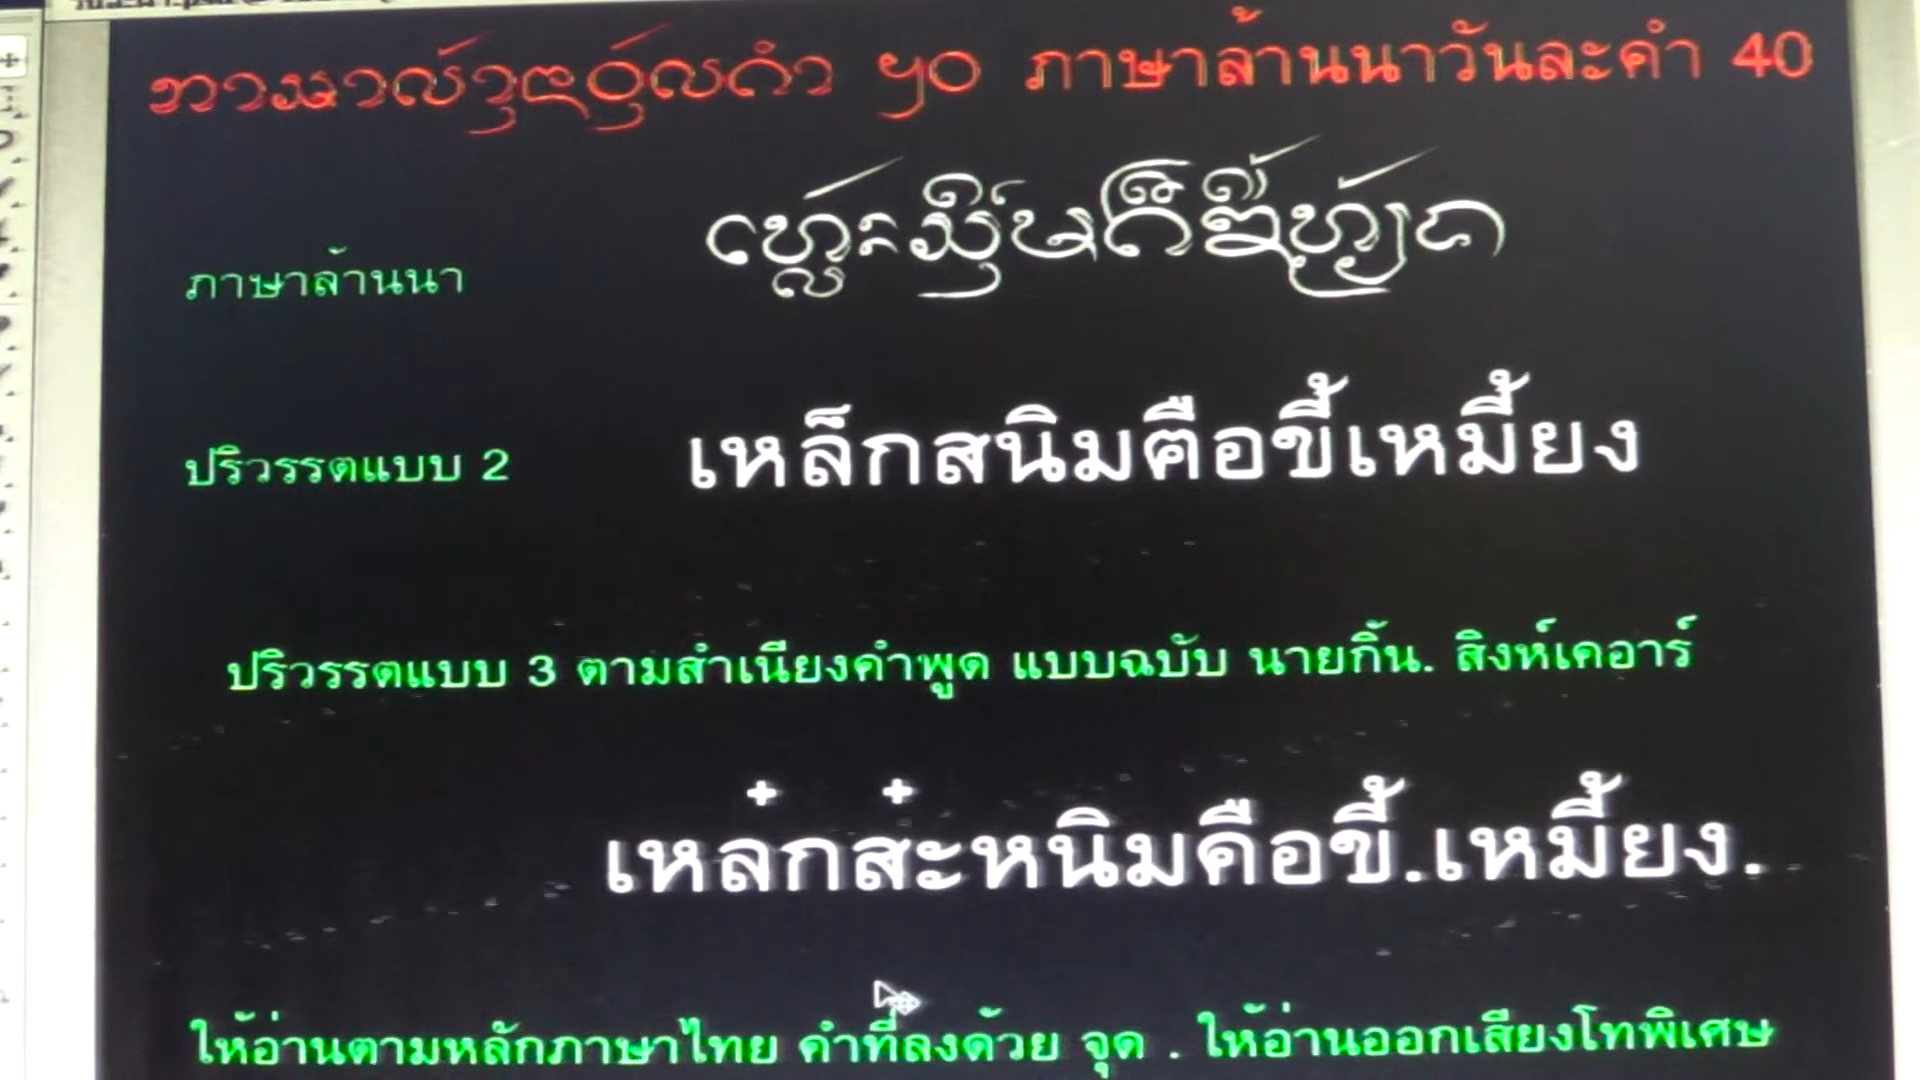 ภาษาล้านนาวันละคำ 40
ภาษาล้านนา
ปริวรรตแบบ 2 เหล็กสนิมคือขี้เหมี้ยง
ปริวรรตแบบ 3 ตามสำเนียงคำพูด แบบฉบับ นายกิ้น. สิงห์เคอาร์
เหล๋กส๋ะหนิมคือขี้.เหมี้ยง.
ให้อ่านตามหลักภาษาไทย คำที่ลงด้วย จุด . ให้อ่านออกเสียงโทพิเศษ